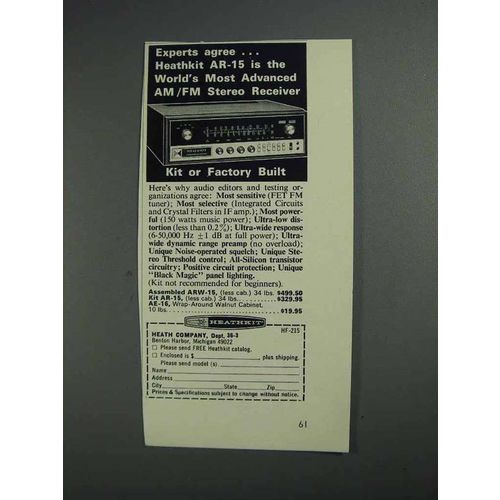 Experts agree ...
Heathkit AR-15 is the
World's Most Advanced
AM/FM Stereo Receiver
Kit or Factory Built
Here's why audio editors and testing or-
ganizations agree: Most sensitive (FET FM
tuner); Most selective (Integrated Circuits
and Crystal Filters in IF amp.); Most power-
ful (150 watts music power); Ultra-low dis-
tortion (less than 0.2%); Ultra-wide response
(6-50,000 Hz ±1 dB at full power); Ultra-
wide dynamic range preamp (no overload);
Unique Noise-operated squelch; Unique Ste-
reo Threshold control; All-Silicon transistor
circuitry; Positive circuit protection; Unique
"Black Magic" panel lighting.
(Kit not recommended for beginners).
Assembled ARW-15, (less cab.) 34 lbs. $499.50
Kit AR-15, (less cab.) 34 lbs. ... $329.95
AE-16, Wrap-Around Walnut Cabinet,
10 lbs. ... $19.95
HEATHKIT
HF-215
HEATH COMPANY, Dept. 36-3
Benton Harbor, Michigan 49022
Please send FREE Heathkit catalog.
Enclosed is $ , plus shipping.
Please send model (s)
Name
Address
City State Zip
Prices & Specifications subject to change without notice.
61